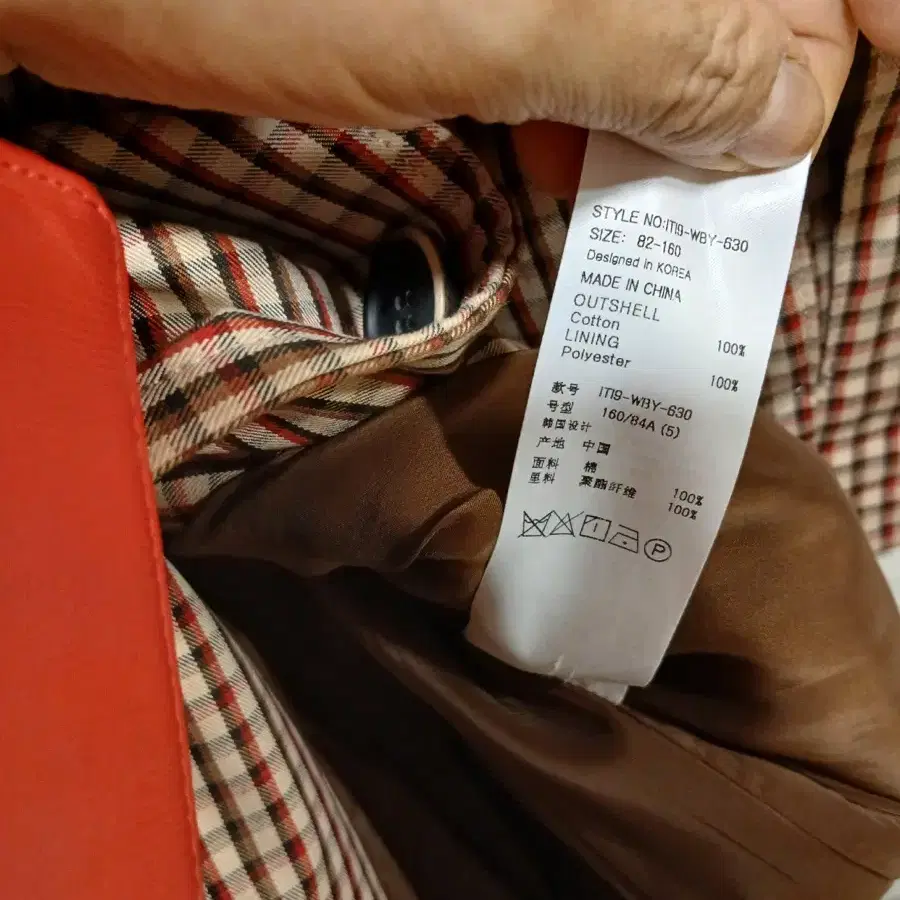 STYLE NO:IT19-WBY-630
SIZE: 82-160
Designed in KOREA
MADE IN CHINA
OUTSHELL
Cotton 100%
LINING
Polyester 100%
款号 IT19-WBY-630
号型 160/84A (5)
韩国设计
产地 中国
面料 棉 100%
里料 聚酯纤维 100%
P